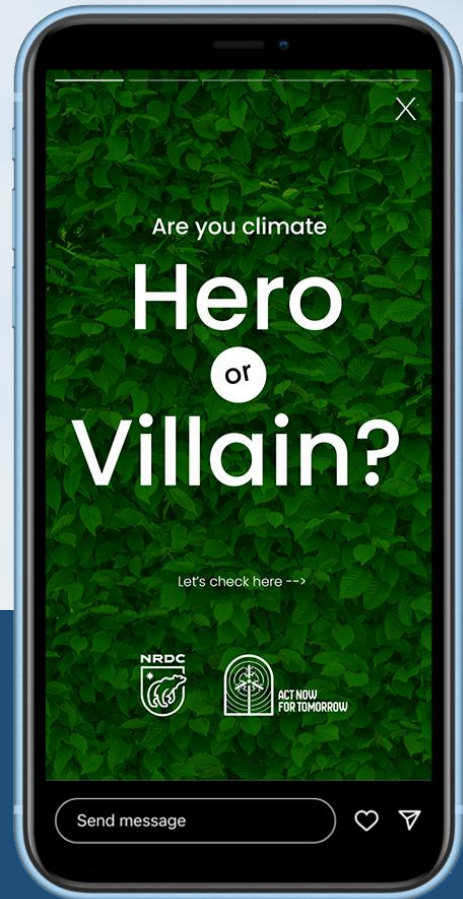 X
Are you climate
Hero
or
Villain?
Let's check here -->
NRDC
ACT NOW
FOR TOMORROW
Send message